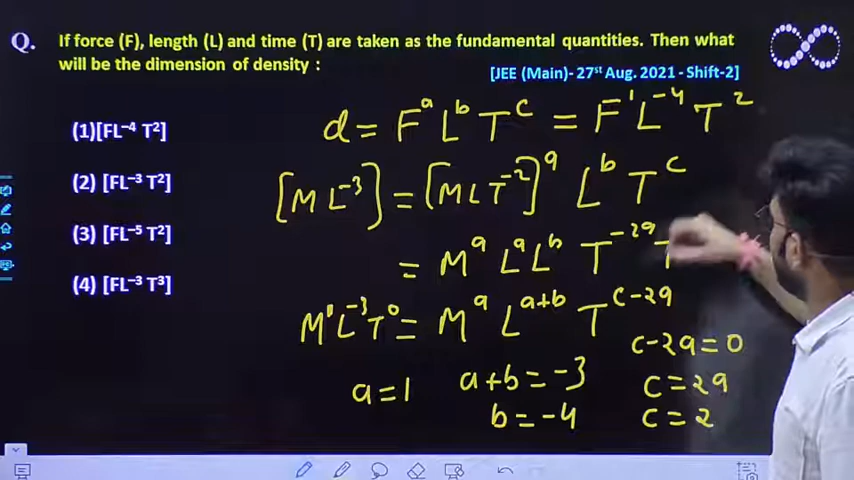 Q. If force (F), length (L) and time (T) are taken as the fundamental quantities. Then what
will be the dimension of density :
[JEE (Main)- 27st Aug. 2021 - Shift-2]
(1)[FL⁻⁴ T²]
(2) [FL⁻³ T²]
(3) [FL⁻⁵ T²]
(4) [FL⁻³ T³]
d = Fᵃ Lᵇ Tᶜ = F¹ L⁻⁴ T²
[M L⁻³] = [M L T⁻²]ᵃ Lᵇ Tᶜ
= Mᵃ Lᵃ Lᵇ T⁻²ᵃ T
M¹ L⁻³ T⁰ = Mᵃ Lᵃ⁺ᵇ Tᶜ⁻²ᵃ
a = 1
a+b = -3
b = -4
c-2a = 0
c = 2a
c = 2